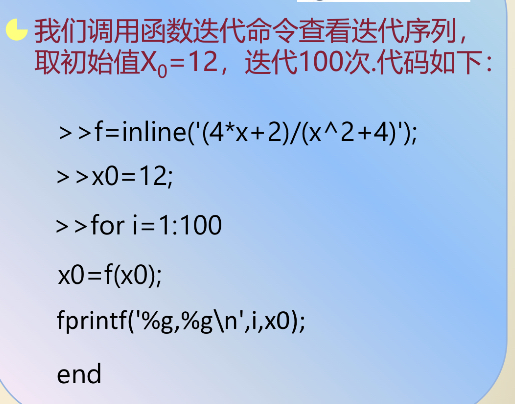 我们调用函数迭代命令查看迭代序列，
取初始值X₀=12，迭代100次.代码如下：
>>f=inline('(4*x+2)/(x^2+4)');
>>x0=12;
>>for i=1:100
x0=f(x0);
fprintf('%g,%g\n',i,x0);
end